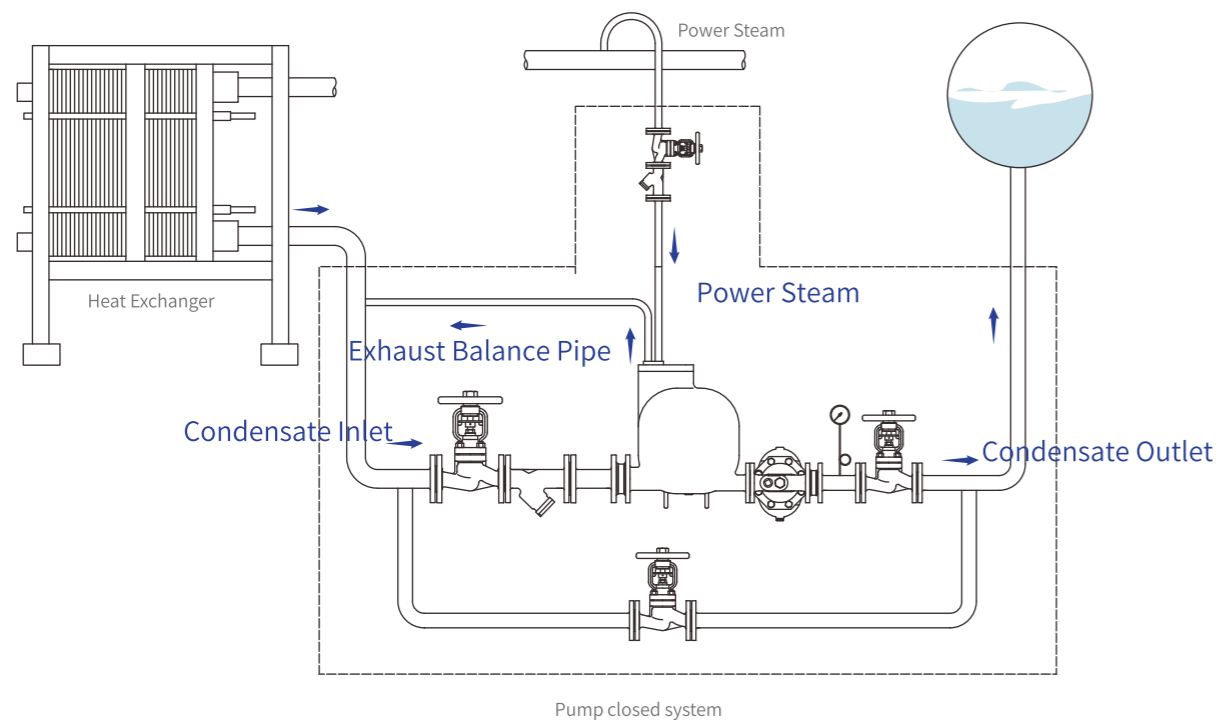 Power Steam
Heat Exchanger
Power Steam
Exhaust Balance Pipe
Condensate Inlet
Condensate Outlet
Pump closed system